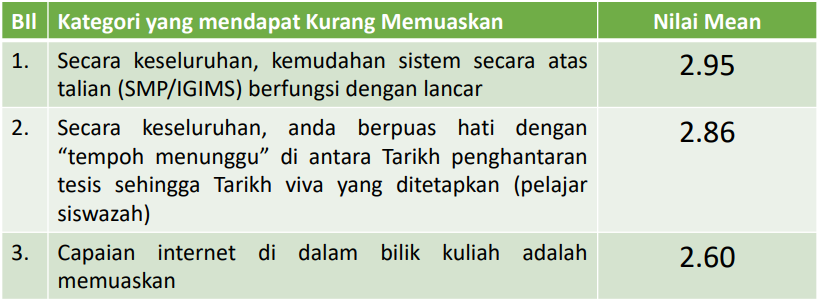 BIl Kategori yang mendapat Kurang Memuaskan Nilai Mean
1. Secara keseluruhan, kemudahan sistem secara atas 2.95
talian (SMP/IGIMS) berfungsi dengan lancar
2. Secara keseluruhan, anda berpuas hati dengan 2.86
“tempoh menunggu” di antara Tarikh penghantaran
tesis sehingga Tarikh viva yang ditetapkan (pelajar
siswazah)
3. Capaian internet di dalam bilik kuliah adalah 2.60
memuaskan